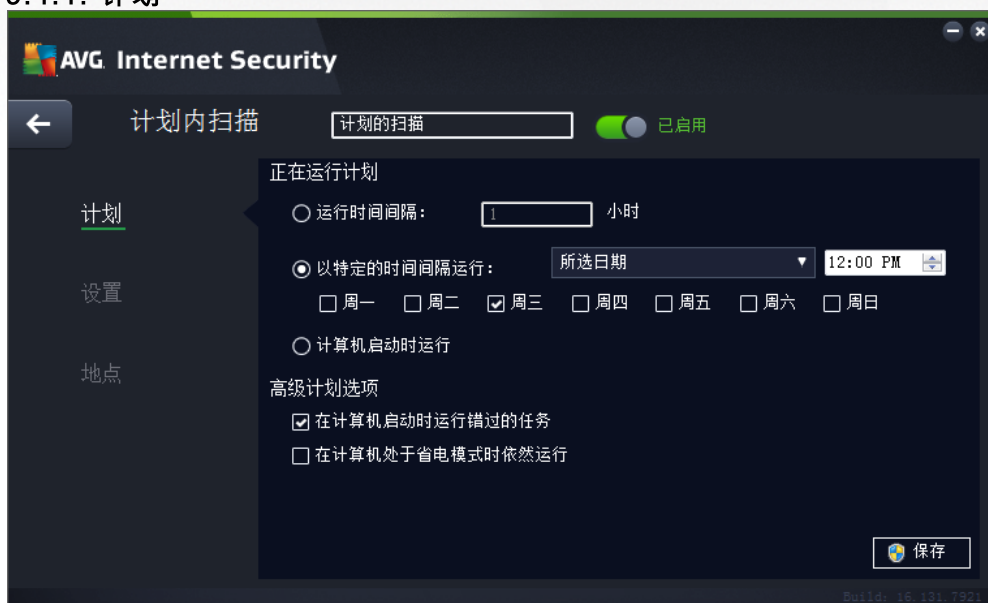 AVG. Internet Security
计划内扫描 计划的扫描 已启用
正在运行计划
计划
运行时间间隔： 1 小时
以特定的时间间隔运行： 所选日期 12:00 PM
设置
周一 周二 周三 周四 周五 周六 周日
计算机启动时运行
地点
高级计划选项
在计算机启动时运行错过的任务
在计算机处于省电模式时依然运行
保存
Build: 16.131.7921